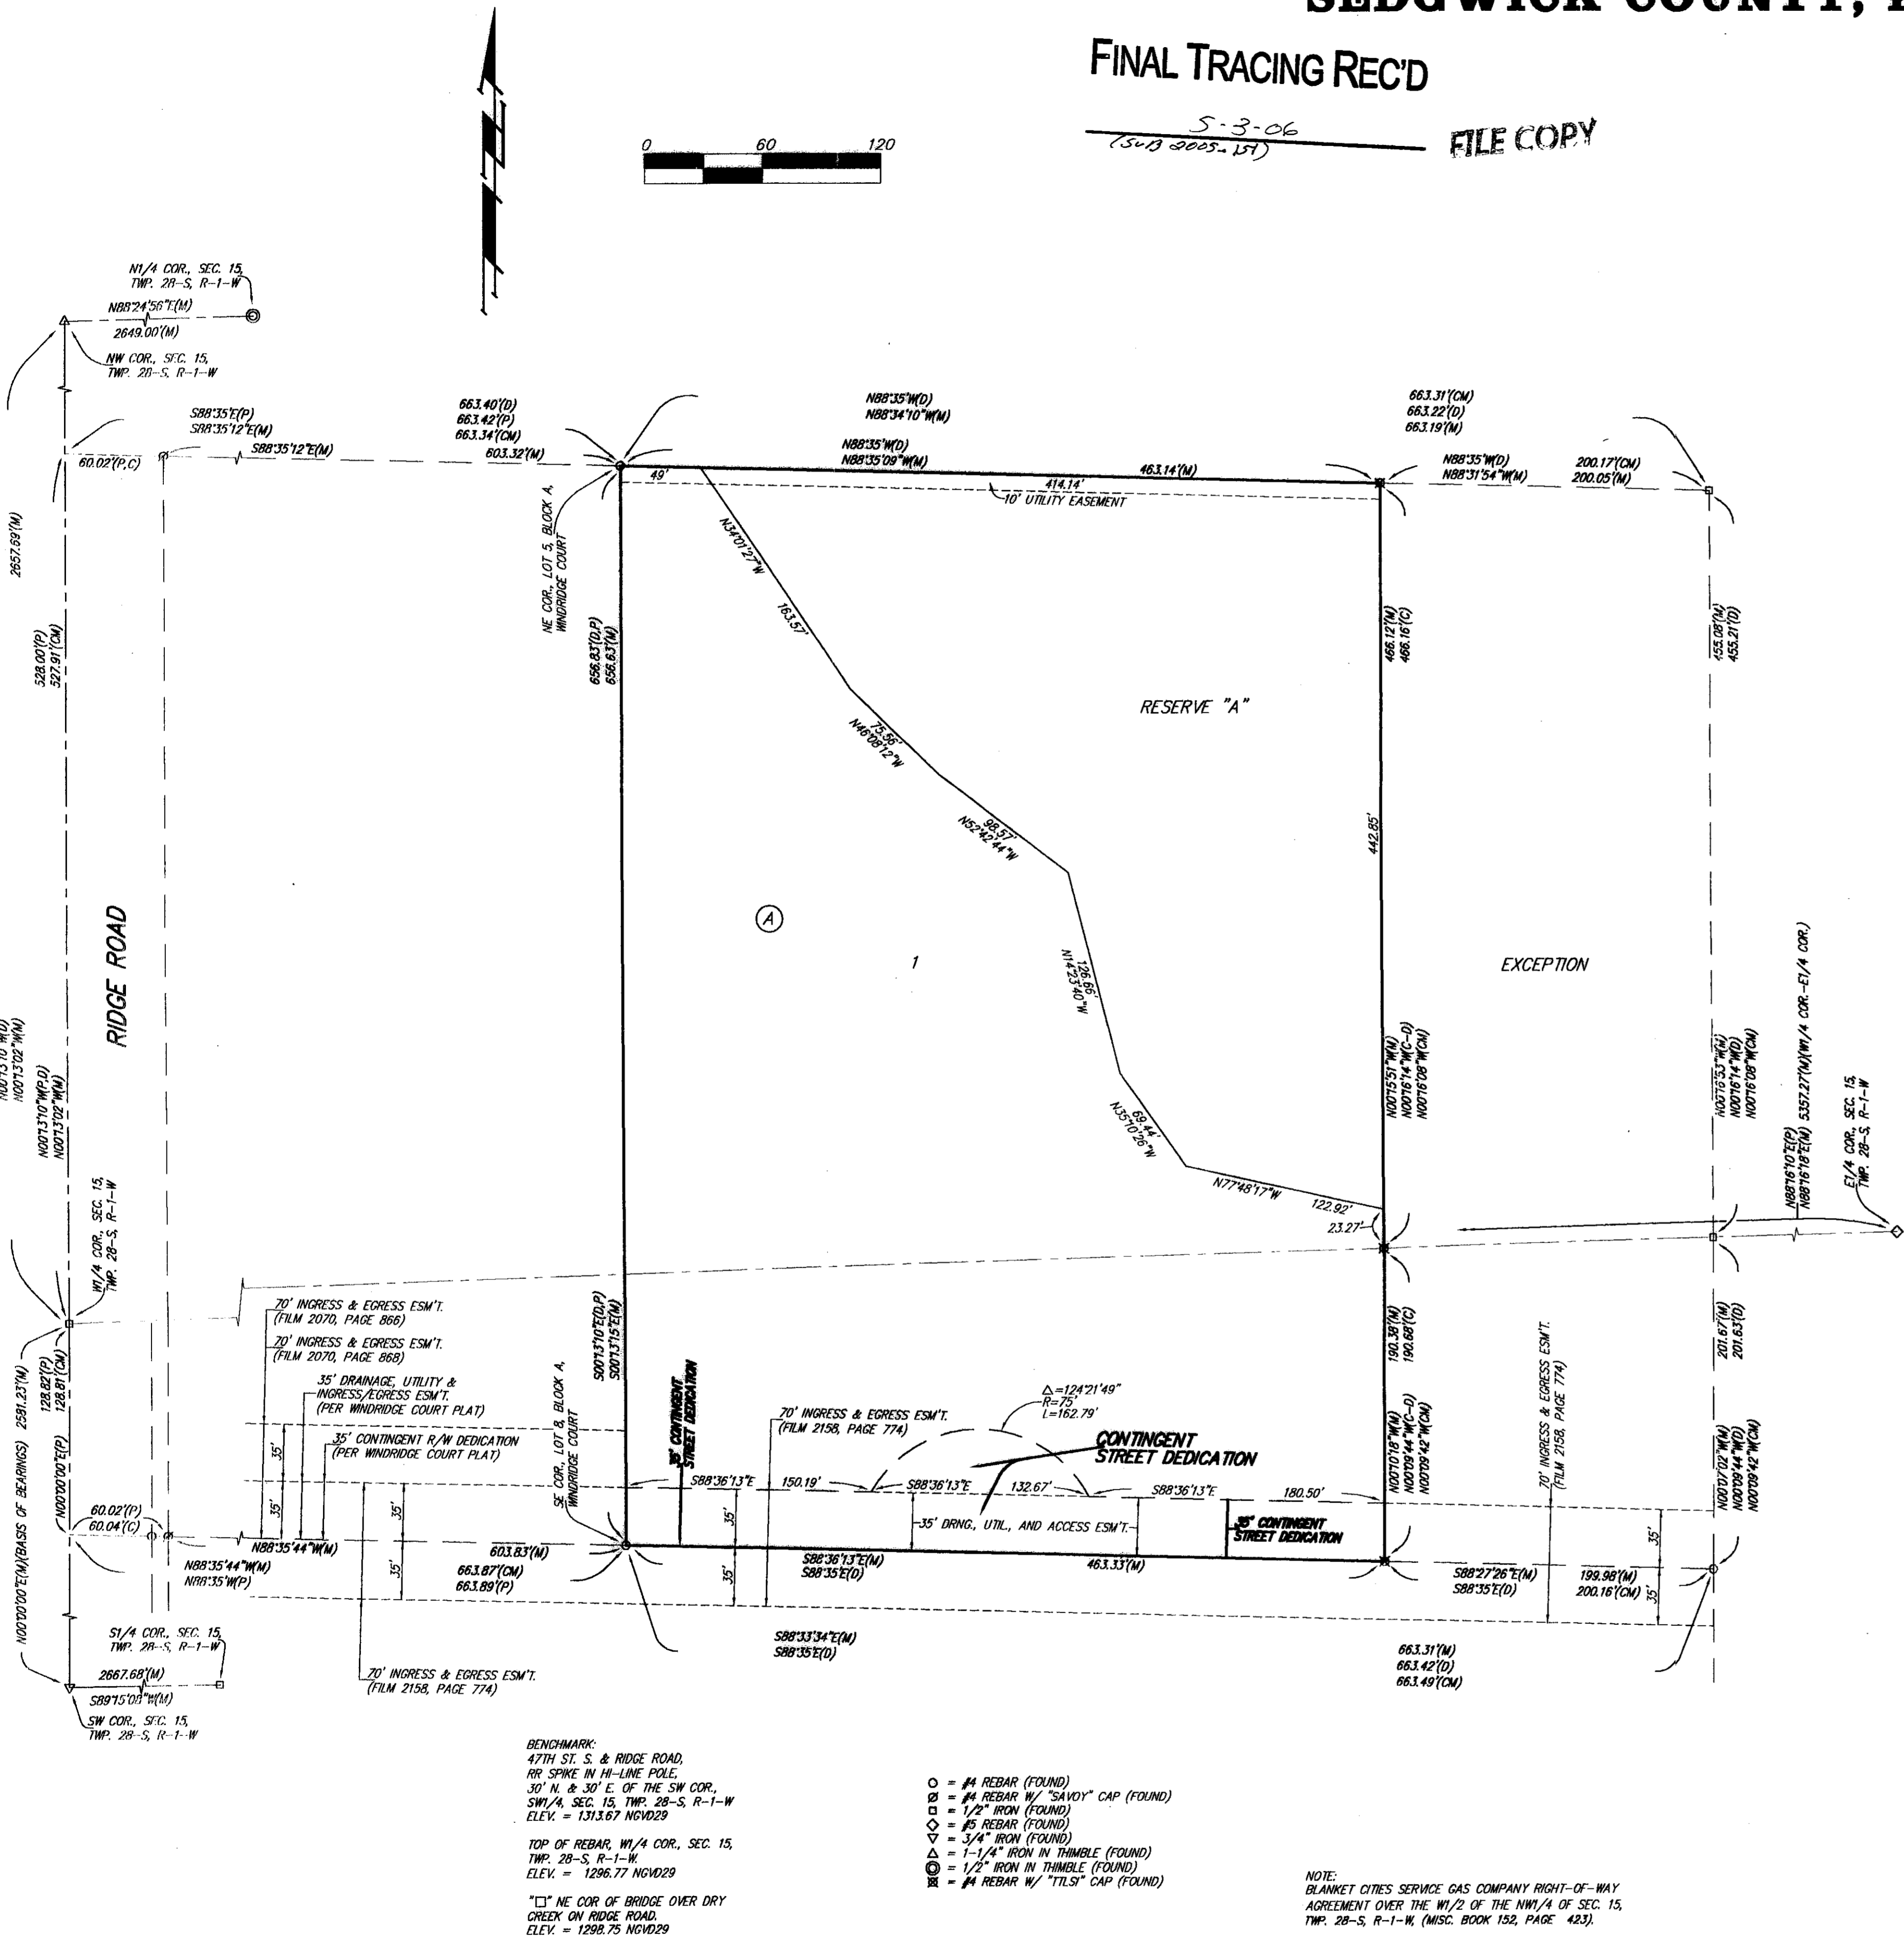 SEDGWICK COUNTY,
FINAL TRACING REC'D
5-3-06
(SUB 2005-151)
FILE COPY
0 60 120
N1/4 COR., SEC. 15,
TWP. 28-S, R-1-W
N88°24'56"E(M)
2649.00'(M)
NW COR., SEC. 15,
TWP. 28-S, R-1-W
S88°35'E(P)
S88°35'12"E(M)
60.02'(P,C)
S88°35'12"E(M)
663.40'(D)
663.42'(P)
663.34'(CM)
603.32'(M)
N88°35'W(D)
N88°34'10"W(M)
N88°35'W(D)
N88°35'09"W(M)
463.14'(M)
49'
414.14'
10' UTILITY EASEMENT
663.31'(CM)
663.22'(D)
663.19'(M)
N88°35'W(D)
N88°31'54"W(M)
200.17'(CM)
200.05'(M)
NE COR., LOT 5, BLOCK A,
WINDRIDGE COURT
2657.69'(M)
528.00'(P)
527.91'(CM)
656.83'(D,P)
656.63'(M)
N34°01'27"W
163.57'
75.56'
N46°08'12"W
98.57'
N52°42'44"W
126.66'
N14°23'40"W
69.44'
N35°10'26"W
N77°48'17"W
122.92'
23.27'
RESERVE "A"
466.12'(M)
466.16'(C)
442.85'
455.08'(M)
455.21'(D)
RIDGE ROAD
A
1
EXCEPTION
N00°13'10"W(D)
N00°13'02"W(M)
N00°13'10"W(P,D)
N00°13'02"W(M)
N00°15'51"W(M)
N00°16'14"W(C-D)
N00°16'08"W(CM)
N00°16'53"W(M)
N00°16'14"W(D)
N00°16'08"W(CM)
N88°16'10"E(P)
N88°16'18"E(M) 5357.27'(M)(W1/4 COR.-E1/4 COR.)
E1/4 COR., SEC. 15,
TWP. 28-S, R-1-W
W1/4 COR., SEC. 15,
TWP. 28-S, R-1-W
N00°00'00"E(M)(BASIS OF BEARINGS) 2581.23'(M)
N00°00'00"E(P)
128.82'(P)
128.81'(CM)
70' INGRESS & EGRESS ESM'T.
(FILM 2070, PAGE 866)
70' INGRESS & EGRESS ESM'T.
(FILM 2070, PAGE 868)
35' DRAINAGE, UTILITY &
INGRESS/EGRESS ESM'T.
(PER WINDRIDGE COURT PLAT)
35' CONTINGENT R/W DEDICATION
(PER WINDRIDGE COURT PLAT)
S00°13'10"E(D,P)
S00°13'15"E(M)
SE COR., LOT 8, BLOCK A,
WINDRIDGE COURT
35' CONTINGENT
STREET DEDICATION
70' INGRESS & EGRESS ESM'T.
(FILM 2158, PAGE 774)
Δ=124°21'49"
R=75'
L=162.79'
CONTINGENT
STREET DEDICATION
S88°36'13"E
150.19'
S88°36'13"E
132.67'
S88°36'13"E
180.50'
35' DRNG., UTIL., AND ACCESS ESM'T.
35' CONTINGENT
STREET DEDICATION
190.38'(M)
190.68'(C)
N00°10'18"W(M)
N00°09'44"W(C-D)
N00°09'42"W(CM)
70' INGRESS & EGRESS ESM'T.
(FILM 2158, PAGE 774)
201.67'(M)
201.63'(D)
N00°07'02"W(M)
N00°09'44"W(D)
N00°09'42"W(CM)
35'
35'
35'
35'
35'
35'
35'
35'
60.02'(P)
60.04'(C)
N88°35'44"W(M)
N88°35'W(P)
N88°35'44"W(M)
603.83'(M)
663.87'(CM)
663.89'(P)
S88°36'13"E(M)
S88°35'E(D)
463.33'(M)
S88°27'26"E(M)
S88°35'E(D)
199.98'(M)
200.16'(CM)
S88°33'34"E(M)
S88°35'E(D)
663.31'(M)
663.42'(D)
663.49'(CM)
S1/4 COR., SEC. 15,
TWP. 28-S, R-1-W
2667.68'(M)
S89°15'08"W(M)
SW COR., SEC. 15,
TWP. 28-S, R-1-W
70' INGRESS & EGRESS ESM'T.
(FILM 2158, PAGE 774)
BENCHMARK:
47TH ST. S. & RIDGE ROAD,
RR SPIKE IN HI-LINE POLE,
30' N. & 30' E. OF THE SW COR.,
SW1/4, SEC. 15, TWP. 28-S, R-1-W
ELEV. = 1313.67 NGVD29
TOP OF REBAR, W1/4 COR., SEC. 15,
TWP. 28-S, R-1-W.
ELEV. = 1296.77 NGVD29
"□" NE COR OF BRIDGE OVER DRY
CREEK ON RIDGE ROAD.
ELEV. = 1298.75 NGVD29
= #4 REBAR (FOUND)
= #4 REBAR W/ "SAVOY" CAP (FOUND)
= 1/2" IRON (FOUND)
= #5 REBAR (FOUND)
= 3/4" IRON (FOUND)
= 1-1/4" IRON IN THIMBLE (FOUND)
= 1/2" IRON IN THIMBLE (FOUND)
= #4 REBAR W/ "TTLSI" CAP (FOUND)
NOTE:
BLANKET CITIES SERVICE GAS COMPANY RIGHT-OF-WAY
AGREEMENT OVER THE W1/2 OF THE NW1/4 OF SEC. 15,
TWP. 28-S, R-1-W, (MISC. BOOK 152, PAGE 423).